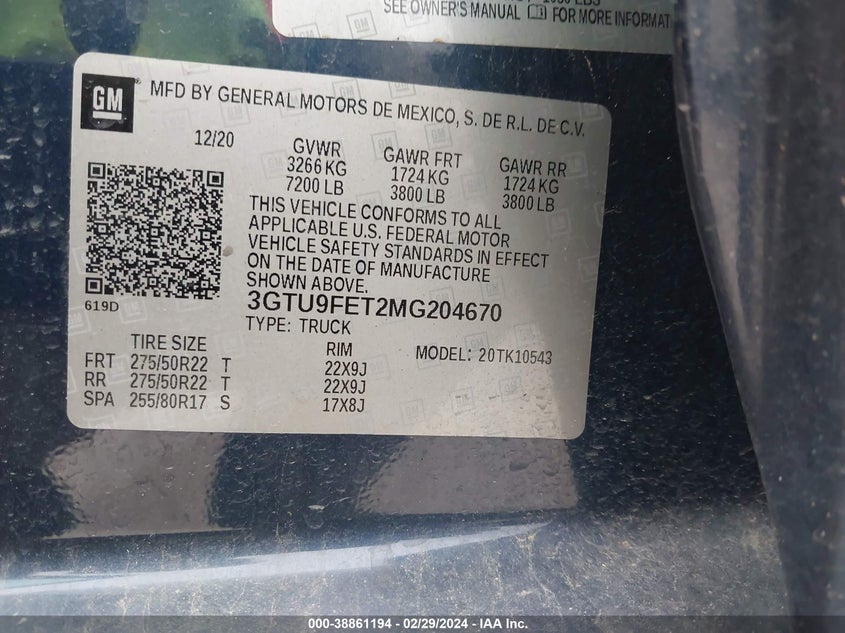 SEE OWNER'S MANUAL FOR MORE INFORMAT
GM
MFD BY GENERAL MOTORS DE MEXICO, S. DE R.L. DE C.V.
12/20 GVWR GAWR FRT GAWR RR
3266 KG 1724 KG 1724 KG
7200 LB 3800 LB 3800 LB
THIS VEHICLE CONFORMS TO ALL
APPLICABLE U.S. FEDERAL MOTOR
VEHICLE SAFETY STANDARDS IN EFFECT
ON THE DATE OF MANUFACTURE
SHOWN ABOVE.
619D
3GTU9FET2MG204670
TYPE: TRUCK
TIRE SIZE RIM MODEL: 20TK10543
FRT 275/50R22 T 22X9J
RR 275/50R22 T 22X9J
SPA 255/80R17 S 17X8J
000-38861194 - 02/29/2024 - IAA Inc.